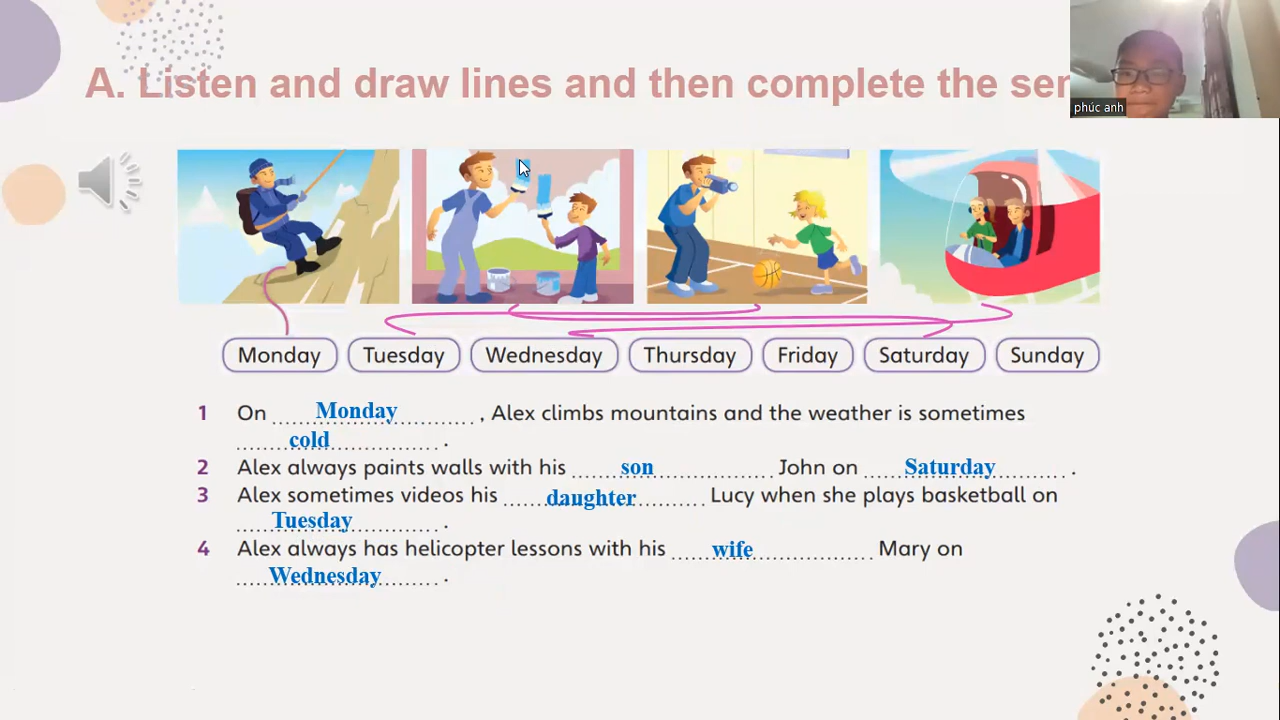 A. Listen and draw lines and then complete the sen
phúc anh
Monday Tuesday Wednesday Thursday Friday Saturday Sunday
1 On Monday, Alex climbs mountains and the weather is sometimes
cold.
2 Alex always paints walls with his son John on Saturday.
3 Alex sometimes videos his daughter Lucy when she plays basketball on
Tuesday.
4 Alex always has helicopter lessons with his wife Mary on
Wednesday.